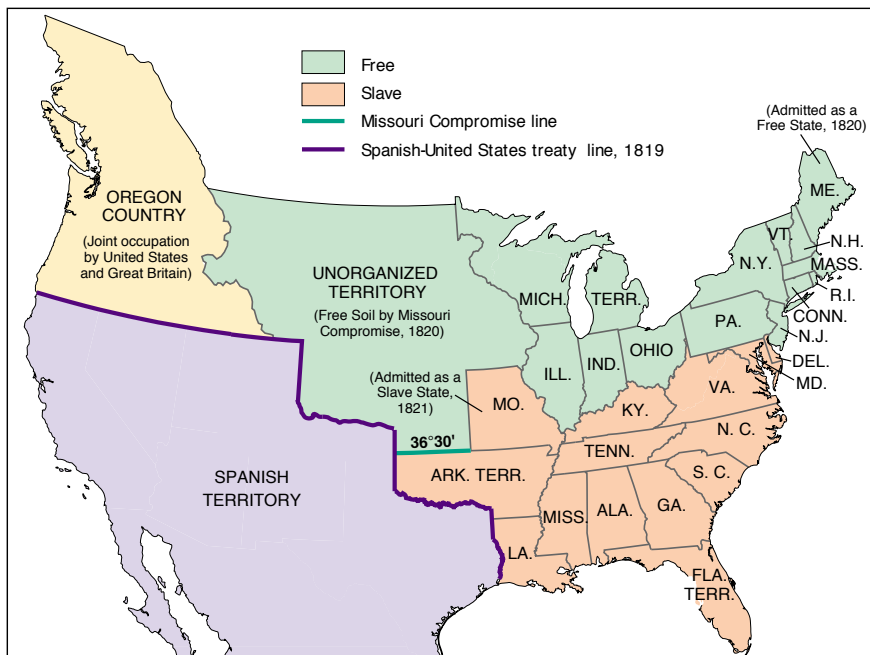 Free
Slave
Missouri Compromise line
Spanish-United States treaty line, 1819
(Admitted as a
Free State, 1820)
OREGON
COUNTRY
(Joint occupation
by United States
and Great Britain)
UNORGANIZED
TERRITORY
(Free Soil by Missouri
Compromise, 1820)
(Admitted as a
Slave State,
1821)
36°30'
SPANISH
TERRITORY
ME.
VT.
N.H.
N.Y.
MASS.
R.I.
CONN.
N.J.
PA.
DEL.
MD.
MICH.
TERR.
ILL.
IND.
OHIO
MO.
KY.
VA.
N. C.
TENN.
S. C.
ARK. TERR.
MISS.
ALA.
GA.
LA.
FLA.
TERR.